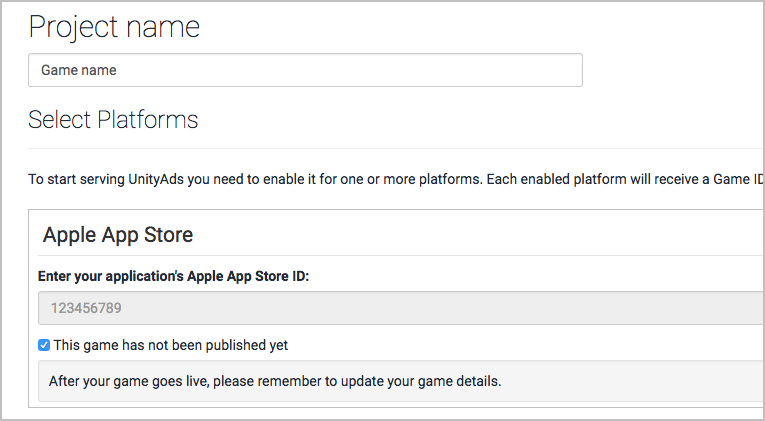 Project name
Game name
Select Platforms
To start serving UnityAds you need to enable it for one or more platforms. Each enabled platform will receive a Game ID
Apple App Store
Enter your application's Apple App Store ID:
123456789
This game has not been published yet
After your game goes live, please remember to update your game details.